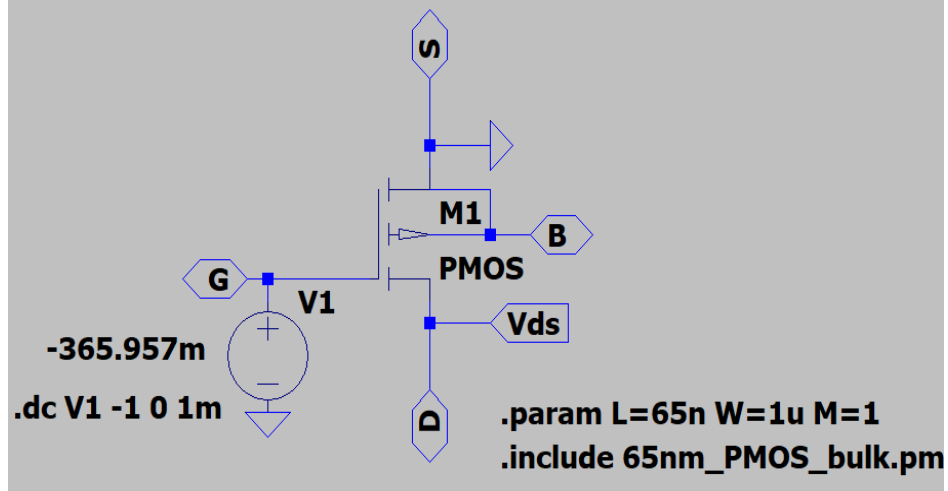 S
M1
B
PMOS
G
V1
Vds
-365.957m
.dc V1 -1 0 1m
D
.param L=65n W=1u M=1
.include 65nm_PMOS_bulk.pm